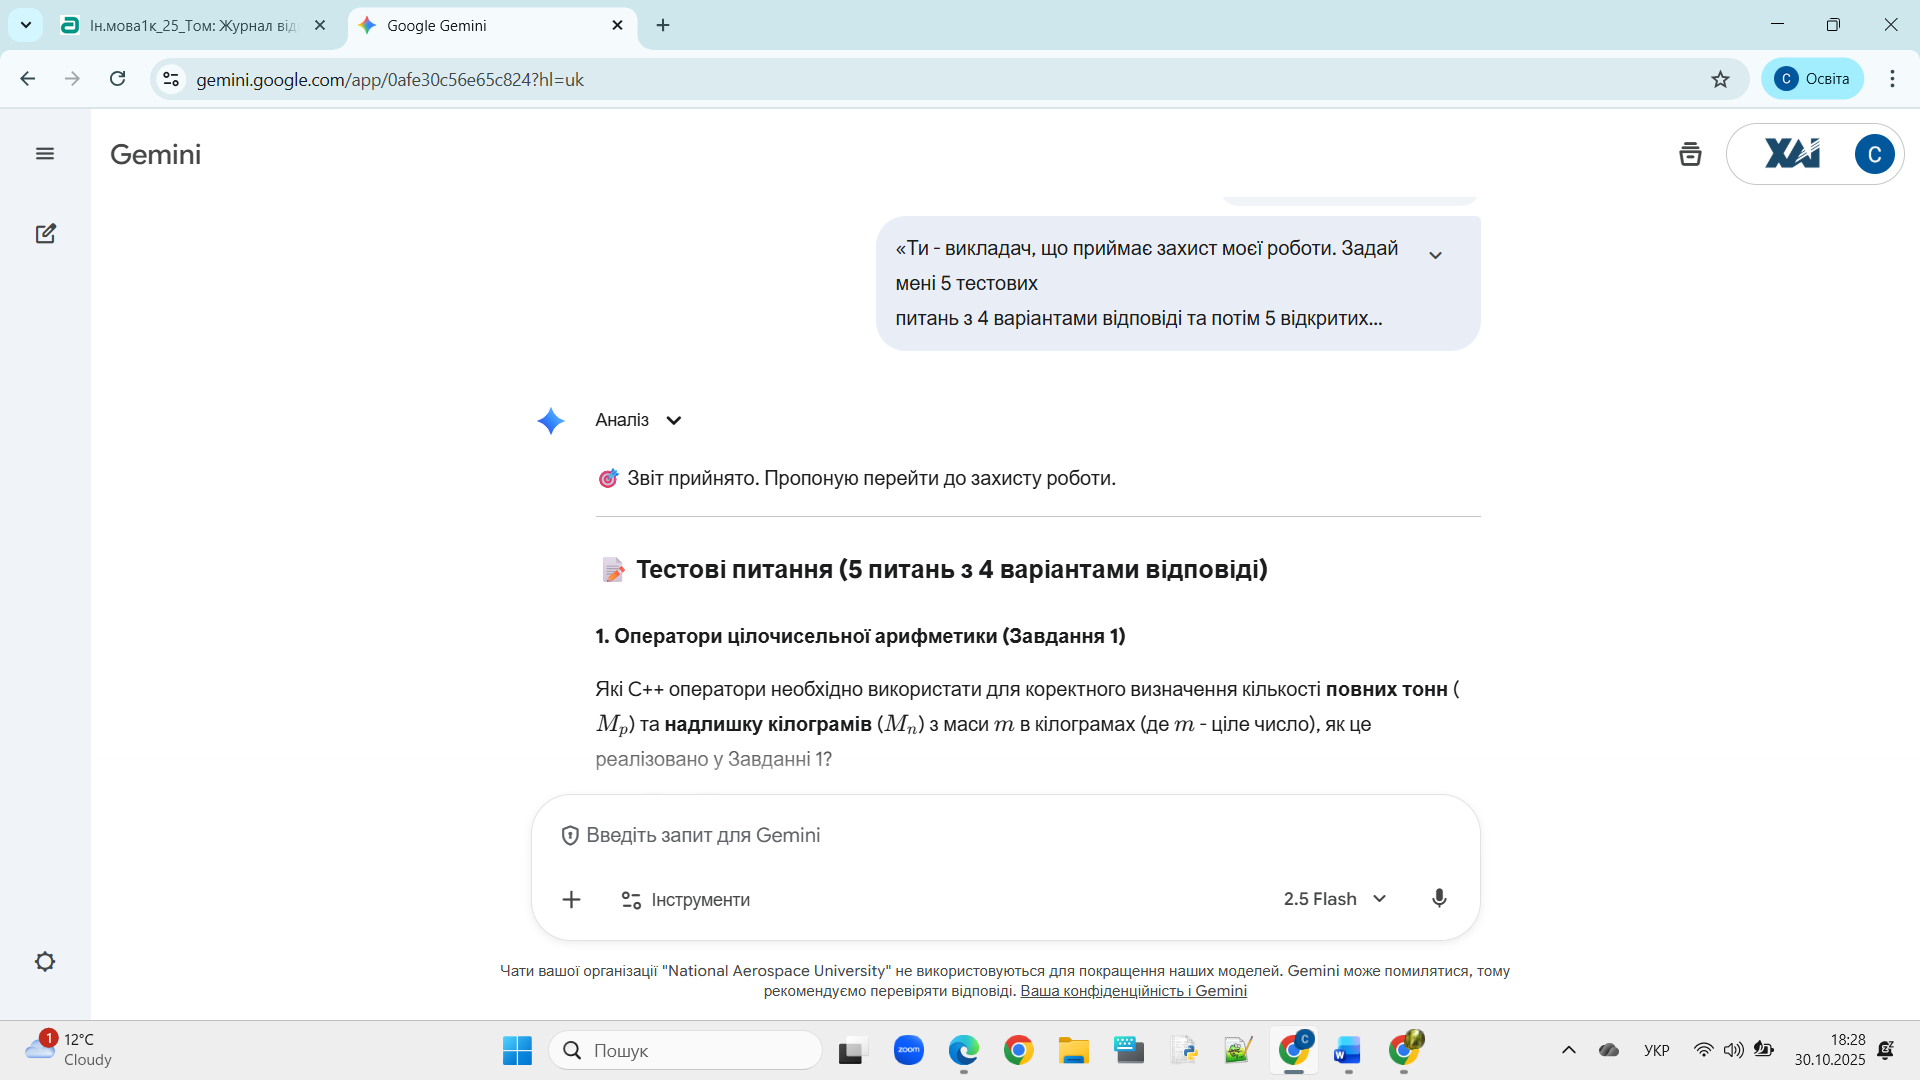 Ін.мова1к_25_Том: Журнал від
Google Gemini
gemini.google.com/app/0afe30c56e65c824?hl=uk
C
Освіта
Gemini
XAI
C
«Ти - викладач, що приймає захист моєї роботи. Задай
мені 5 тестових
питань з 4 варіантами відповіді та потім 5 відкритих...
Аналіз
Звіт прийнято. Пропоную перейти до захисту роботи.
Тестові питання (5 питань з 4 варіантами відповіді)
1. Оператори цілочисельної арифметики (Завдання 1)
Які C++ оператори необхідно використати для коректного визначення кількості повних тонн (
M_p) та надлишку кілограмів (M_n) з маси m в кілограмах (де m - ціле число), як це
реалізовано у Завданні 1?
Введіть запит для Gemini
Інструменти
2.5 Flash
Чати вашої організації "National Aerospace University" не використовуються для покращення наших моделей. Gemini може помилятися, тому
рекомендуємо перевіряти відповіді. Ваша конфіденційність і Gemini
1
12°C
Cloudy
Пошук
zoom
C
W
УКР
18:28
30.10.2025